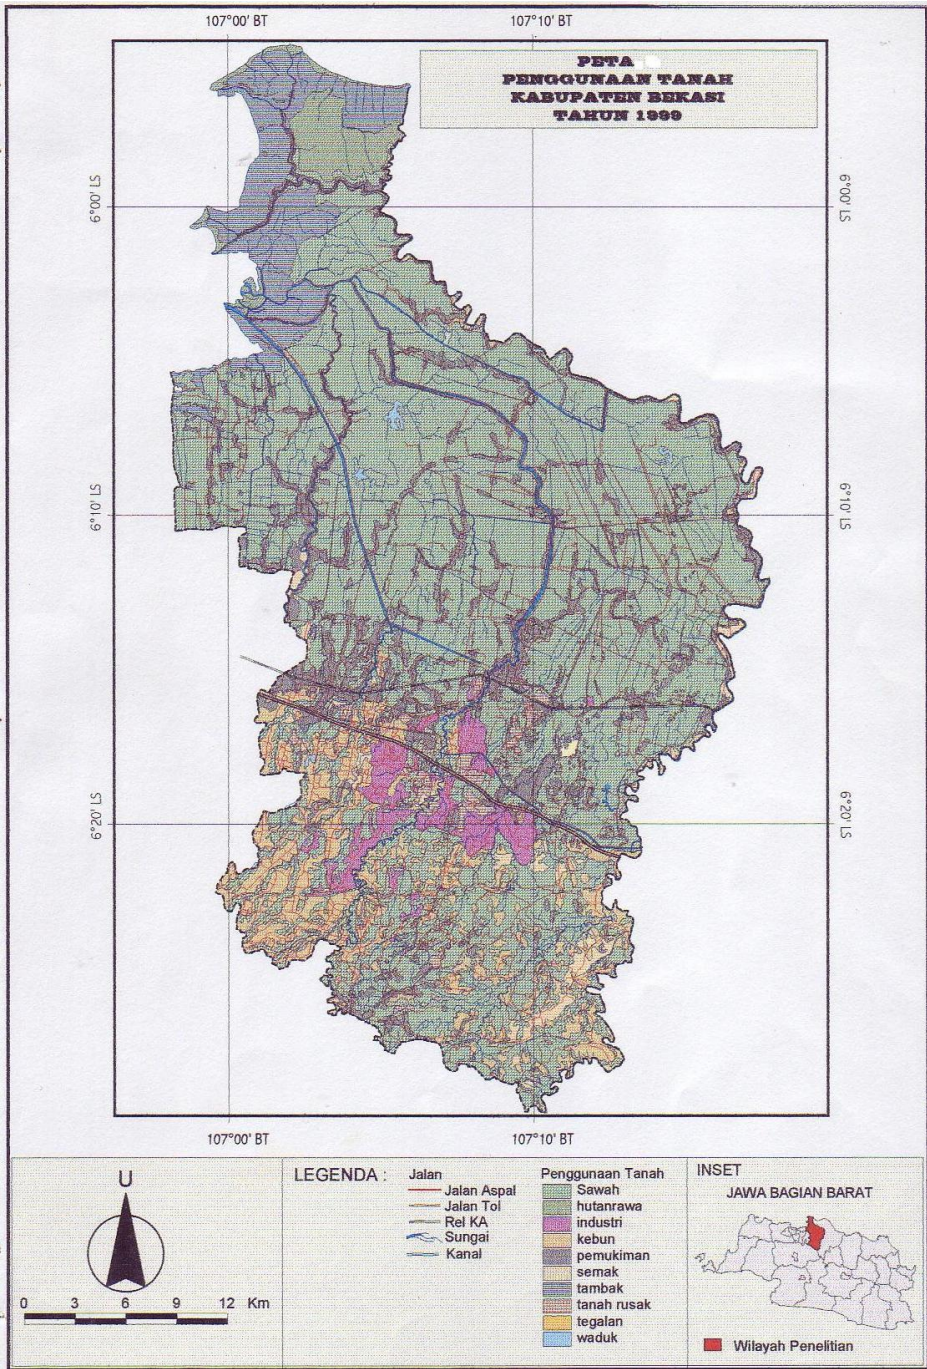 107°00' BT
107°10' BT
PETA
PENGGUNAAN TANAH
KABUPATEN BEKASI
TAHUN 1999
6°00' LS
6°00' LS
6°10' LS
6°10' LS
6°20' LS
6°20' LS
107°00' BT
107°10' BT
U
0 3 6 9 12 Km
LEGENDA :
Jalan
Jalan Aspal
Jalan Tol
Rel KA
Sungai
Kanal
Penggunaan Tanah
Sawah
hutanrawa
industri
kebun
pemukiman
semak
tambak
tanah rusak
tegalan
waduk
INSET
JAWA BAGIAN BARAT
Wilayah Penelitian